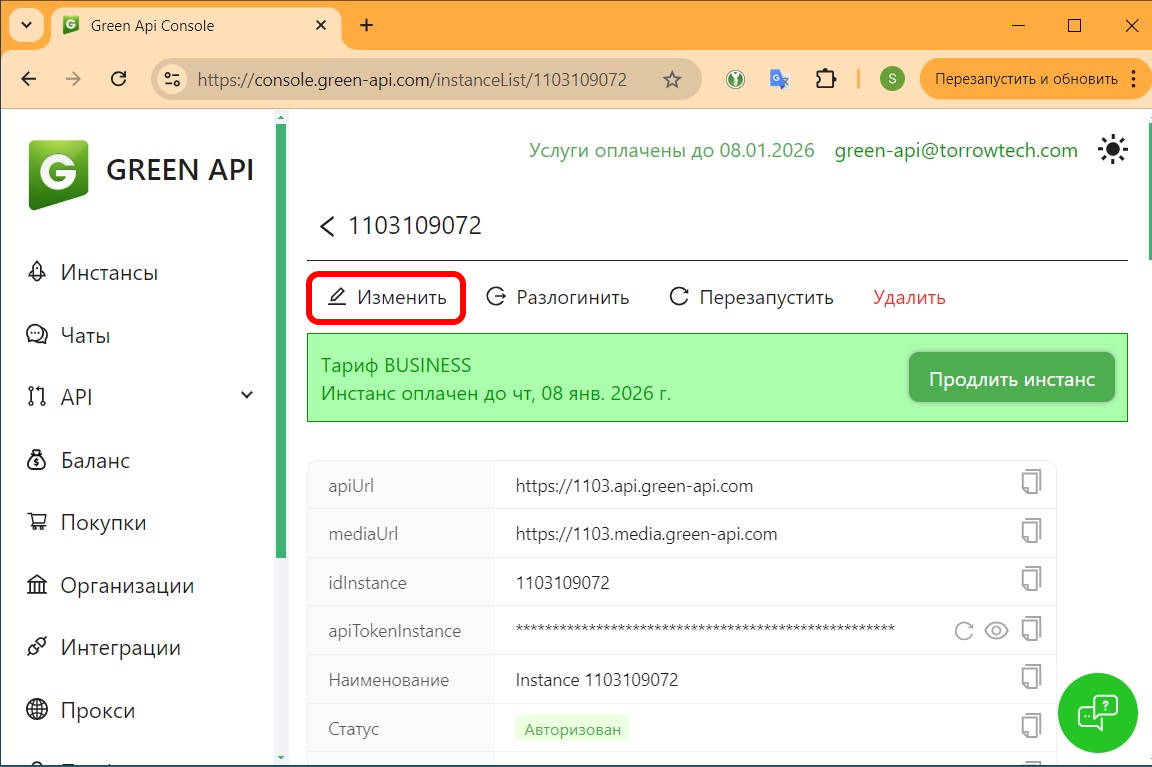 Green Api Console
https://console.green-api.com/instanceList/1103109072
S
Перезапустить и обновить
G GREEN API
Услуги оплачены до 08.01.2026 green-api@torrowtech.com
1103109072
Изменить Разлогинить Перезапустить Удалить
Тариф BUSINESS
Инстанс оплачен до чт, 08 янв. 2026 г.
Продлить инстанс
Инстансы
Чаты
API
Баланс
Покупки
Организации
Интеграции
Прокси
apiUrl https://1103.api.green-api.com
mediaUrl https://1103.media.green-api.com
idInstance 1103109072
apiTokenInstance ****************************************************
Наименование Instance 1103109072
Статус Авторизован